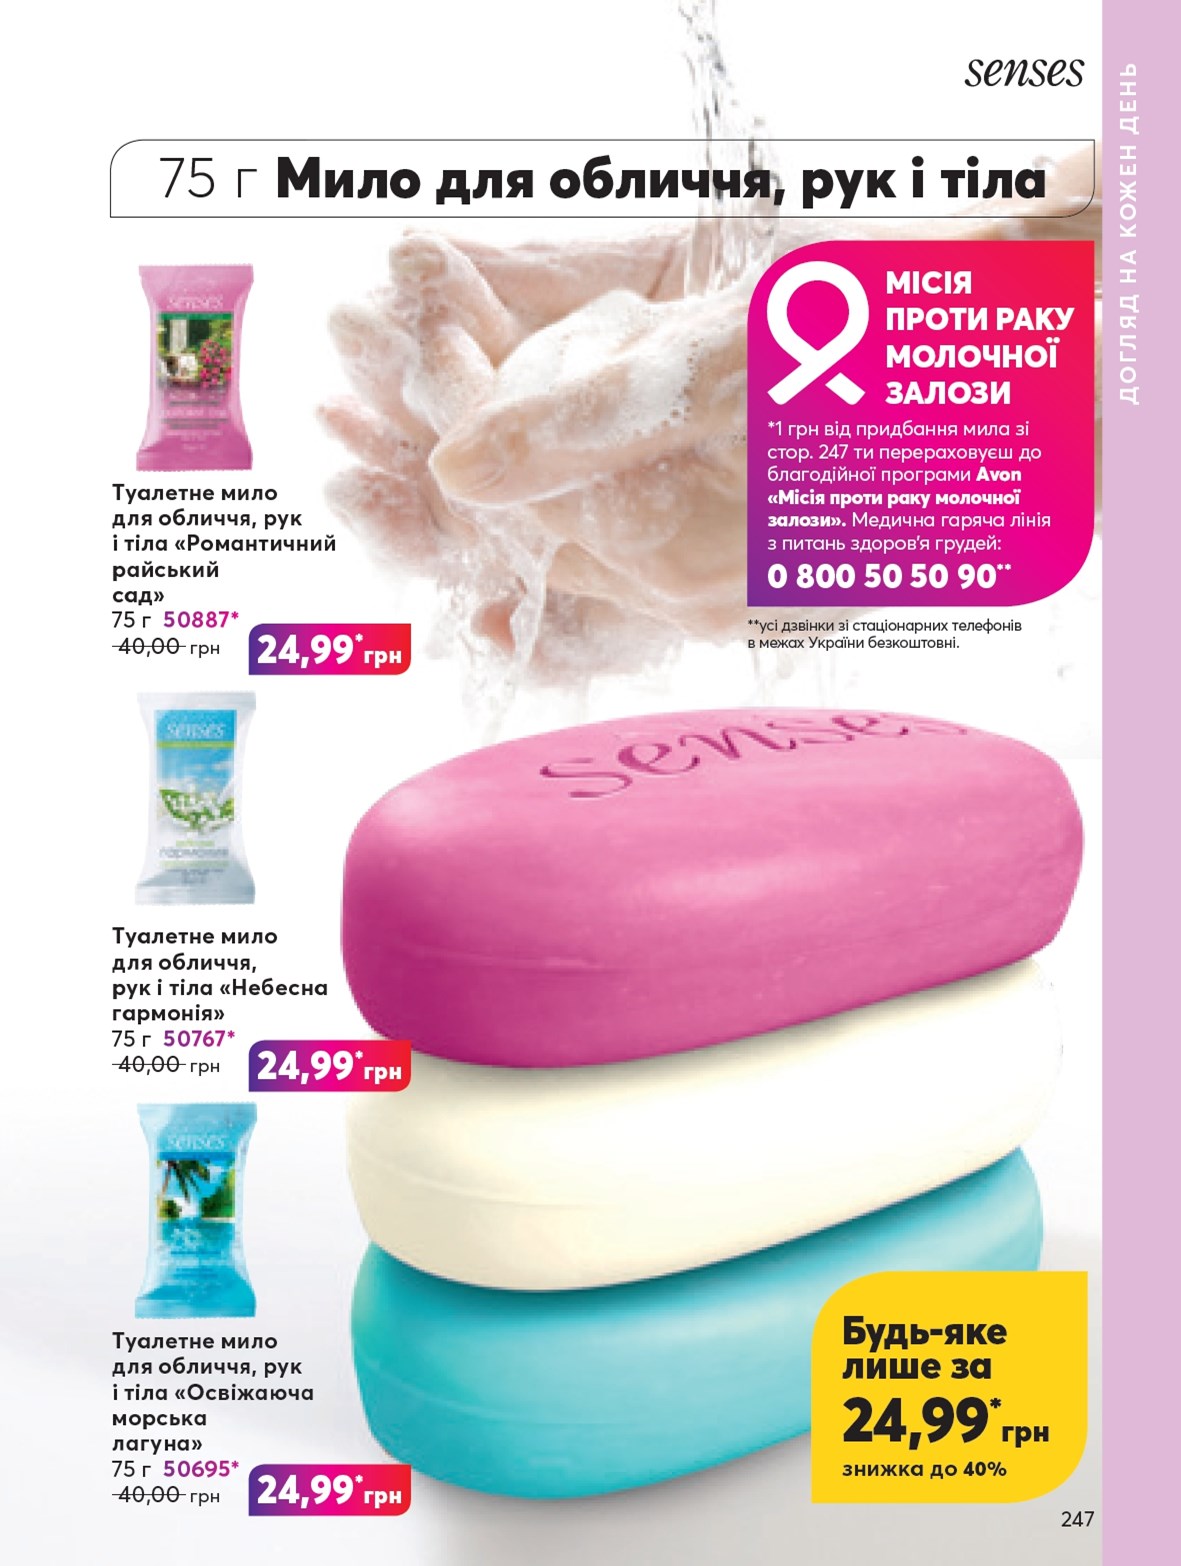 senses
ДОГЛЯД НА КОЖЕН ДЕНЬ
75 г Мило для обличчя, рук і тіла
МІСІЯ
ПРОТИ РАКУ
МОЛОЧНОЇ
ЗАЛОЗИ
*1 грн від придбання мила зі
стор. 247 ти перераховуєш до
благодійної програми Avon
«Місія проти раку молочної
залози». Медична гаряча лінія
з питань здоров'я грудей:
0 800 50 50 90**
**усі дзвінки зі стаціонарних телефонів
в межах України безкоштовні.
senses
Туалетне мило
для обличчя, рук
і тіла «Романтичний
райський
сад»
75 г 50887*
40,00 грн
24,99* грн
senses
senses
гармония
Туалетне мило
для обличчя,
рук і тіла «Небесна
гармонія»
75 г 50767*
40,00 грн
24,99* грн
senses
Туалетне мило
для обличчя, рук
і тіла «Освіжаюча
морська
лагуна»
75 г 50695*
40,00 грн
24,99* грн
Будь-яке
лише за
24,99* грн
знижка до 40%
247